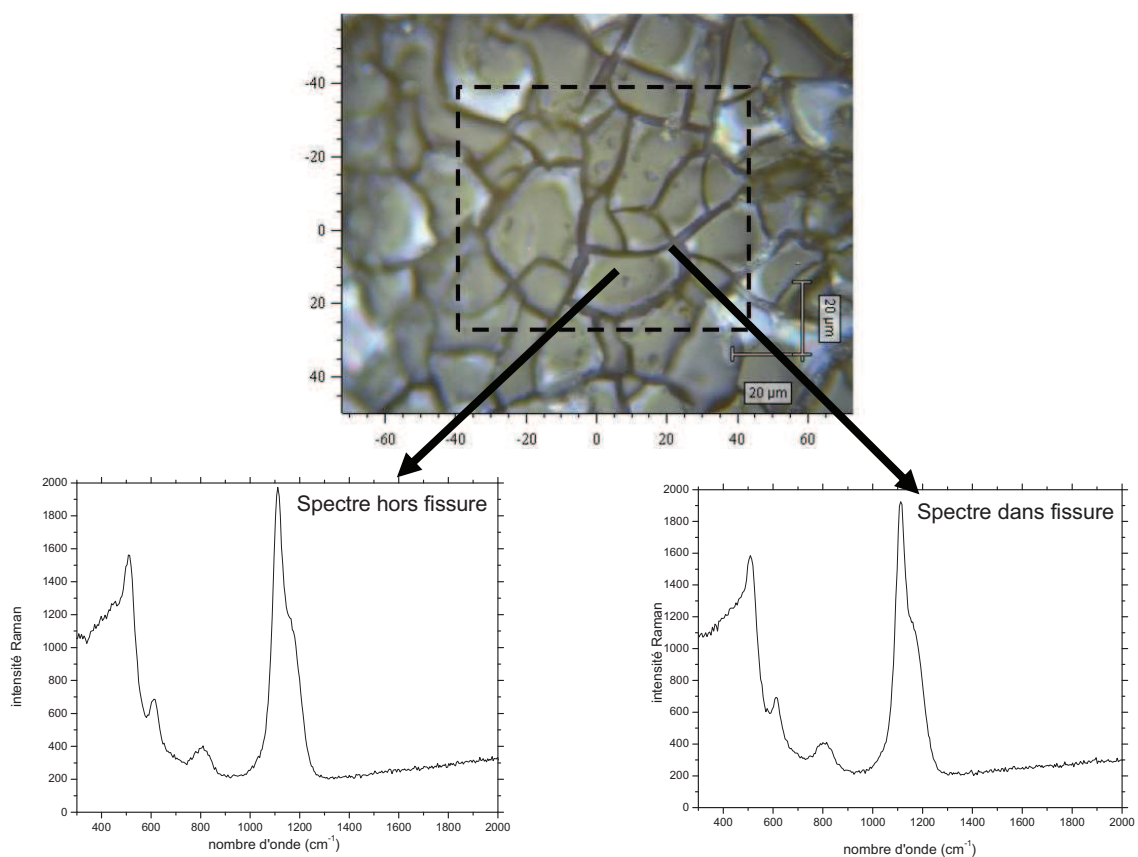 -40
-20
0
20
40
20 µm
20 µm
-60 -40 -20 0 20 40 60
Spectre hors fissure
2000
1800
1600
1400
1200
1000
800
600
400
200
0
intensité Raman
400 600 800 1000 1200 1400 1600 1800 2000
nombre d'onde (cm⁻¹)
Spectre dans fissure
2000
1800
1600
1400
1200
1000
800
600
400
200
0
intensité Raman
400 600 800 1000 1200 1400 1600 1800 2000
nombre d'onde (cm⁻¹)